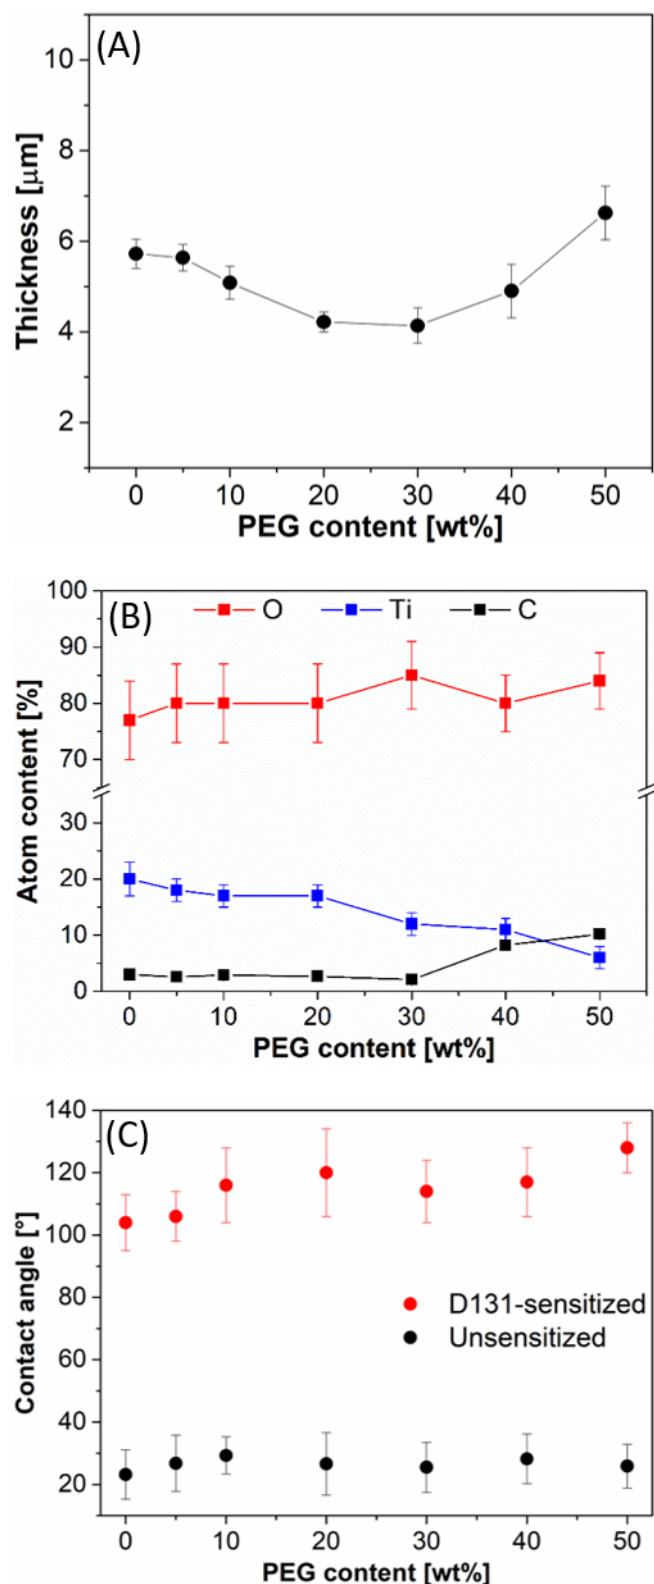 (A)
10
8
6
4
2
Thickness [μm]
0 10 20 30 40 50
PEG content [wt%]
(B)
O Ti C
100
90
80
70
30
20
10
0
Atom content [%]
0 10 20 30 40 50
PEG content [wt%]
(C)
140
120
100
80
60
40
20
Contact angle [°]
D131-sensitized
Unsensitized
0 10 20 30 40 50
PEG content [wt%]